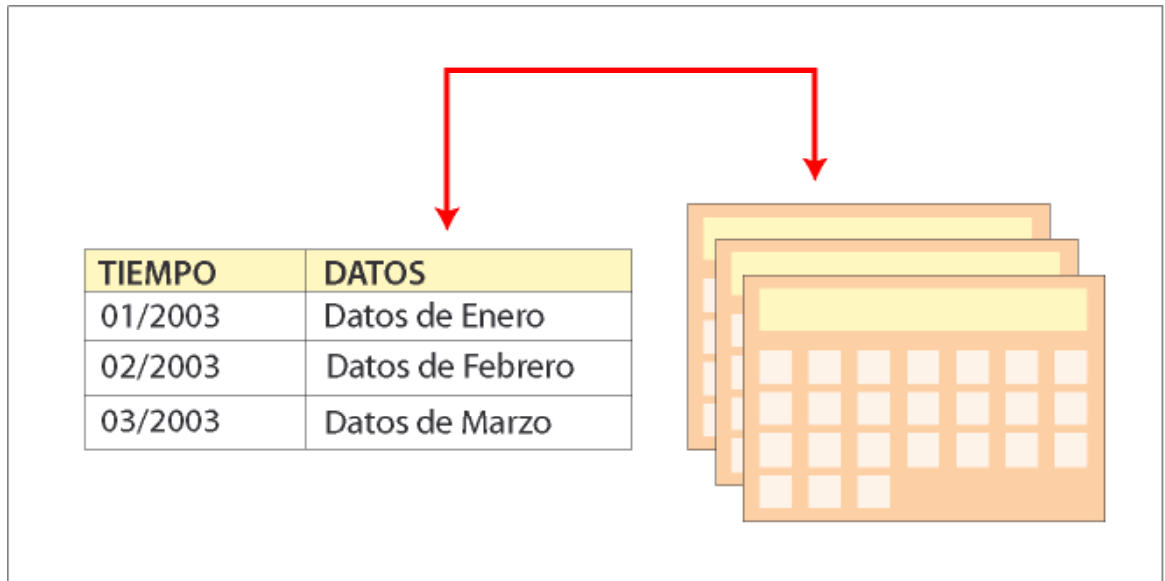 TIEMPO DATOS
01/2003 Datos de Enero
02/2003 Datos de Febrero
03/2003 Datos de Marzo